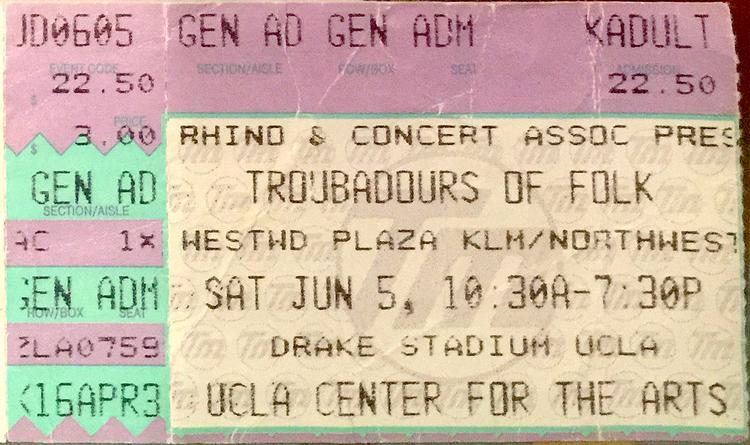 JD0605 GEN AD GEN ADM XADULT
EVENT CODE SECTION/AISLE ROW/BOX SEAT ADMISSION
$ 22.50 22.50
PRICE
$ 3.00 RHINO & CONCERT ASSOC PRES
GEN AD TROUBADOURS OF FOLK
SECTION/AISLE
AC 1X WESTWD PLAZA KLM/NORTHWEST
GEN ADM SAT JUN 5, 10:30A-7:30P
ROW/BOX SEAT
ZLA0759 DRAKE STADIUM UCLA
16APR3 UCLA CENTER FOR THE ARTS